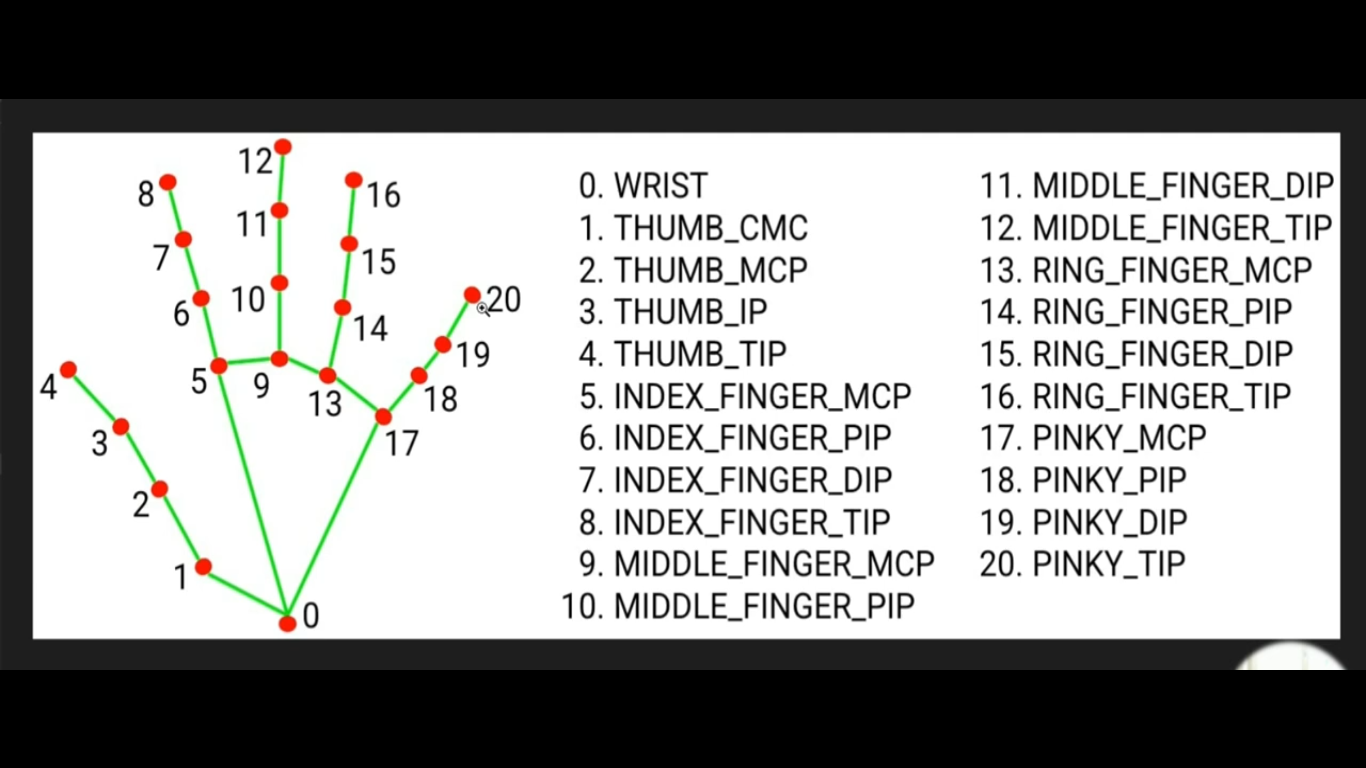 12
8
16
11
7
15
10
6
14
20
19
5
9
4
13
18
3
17
2
1
0
0. WRIST
1. THUMB_CMC
2. THUMB_MCP
3. THUMB_IP
4. THUMB_TIP
5. INDEX_FINGER_MCP
6. INDEX_FINGER_PIP
7. INDEX_FINGER_DIP
8. INDEX_FINGER_TIP
9. MIDDLE_FINGER_MCP
10. MIDDLE_FINGER_PIP
11. MIDDLE_FINGER_DIP
12. MIDDLE_FINGER_TIP
13. RING_FINGER_MCP
14. RING_FINGER_PIP
15. RING_FINGER_DIP
16. RING_FINGER_TIP
17. PINKY_MCP
18. PINKY_PIP
19. PINKY_DIP
20. PINKY_TIP